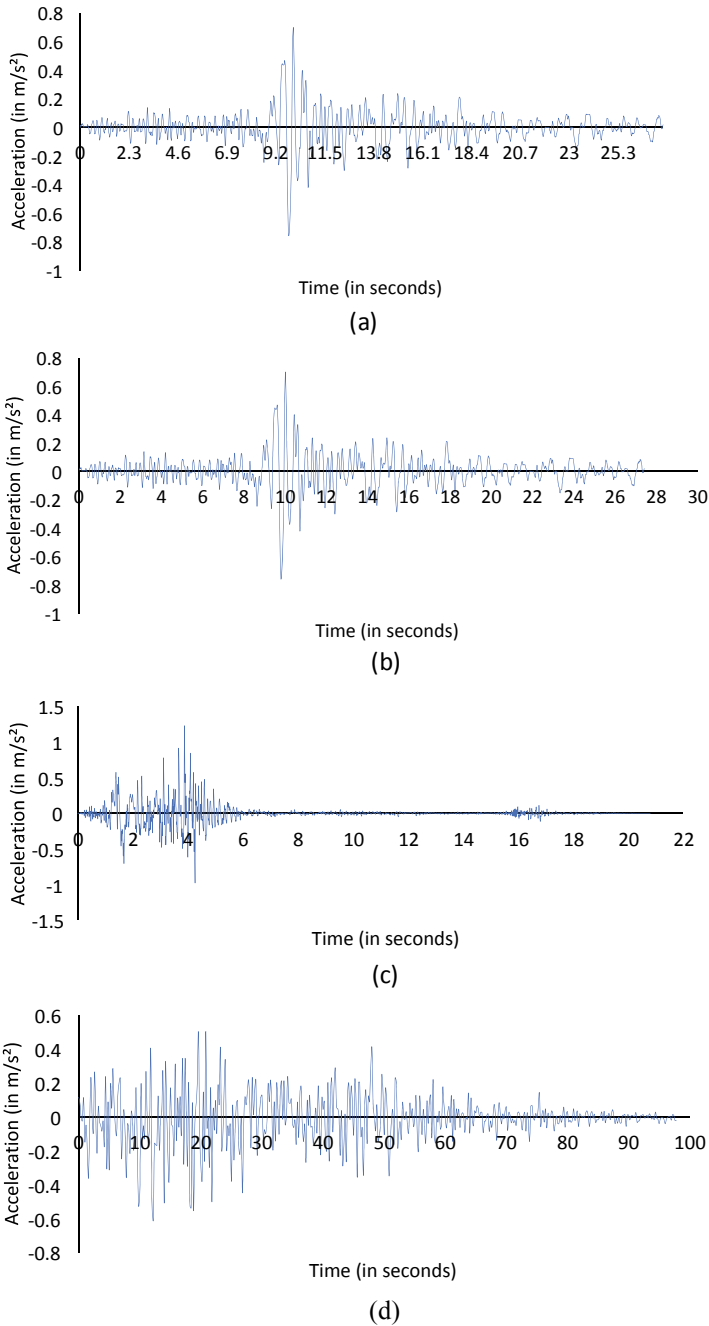 0.8
0.6
0.4
0.2
0
-0.2
-0.4
-0.6
-0.8
-1
Acceleration (in m/s²)
0 2.3 4.6 6.9 9.2 11.5 13.8 16.1 18.4 20.7 23 25.3
Time (in seconds)
(a)
0.8
0.6
0.4
0.2
0
-0.2
-0.4
-0.6
-0.8
-1
Acceleration (in m/s²)
0 2 4 6 8 10 12 14 16 18 20 22 24 26 28 30
Time (in seconds)
(b)
1.5
1
0.5
0
-0.5
-1
-1.5
Acceleration (in m/s²)
0 2 4 6 8 10 12 14 16 18 20 22
Time (in seconds)
(c)
0.6
0.4
0.2
0
-0.2
-0.4
-0.6
-0.8
Acceleration (in m/s²)
0 10 20 30 40 50 60 70 80 90 100
Time (in seconds)
(d)